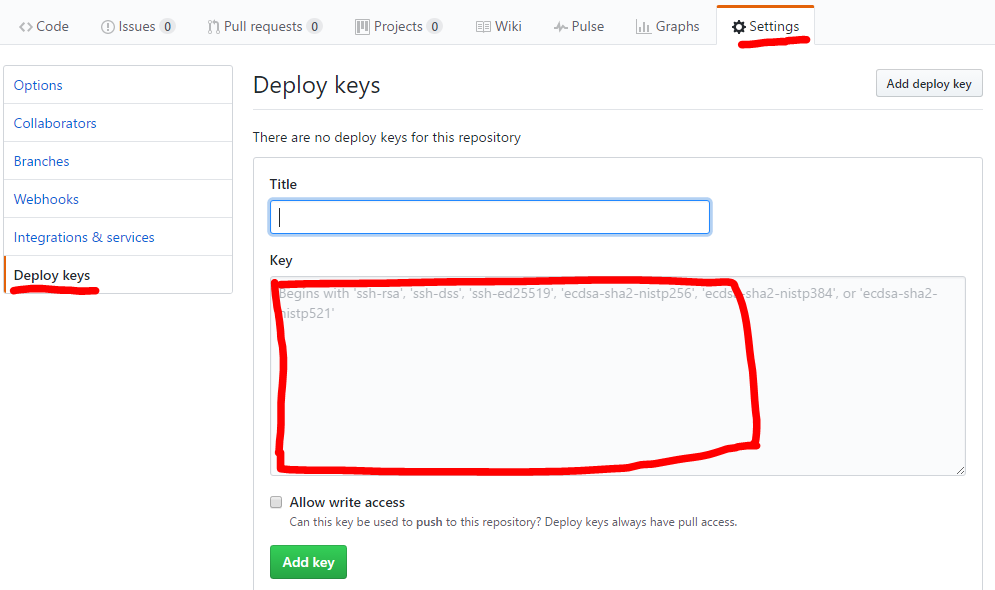 Code Issues 0 Pull requests 0 Projects 0 Wiki Pulse Graphs Settings
Options
Collaborators
Branches
Webhooks
Integrations & services
Deploy keys
Deploy keys
Add deploy key
There are no deploy keys for this repository
Title
Key
Begins with 'ssh-rsa', 'ssh-dss', 'ssh-ed25519', 'ecdsa-sha2-nistp256', 'ecdsa-sha2-nistp384', or 'ecdsa-sha2-
nistp521'
Allow write access
Can this key be used to push to this repository? Deploy keys always have pull access.
Add key